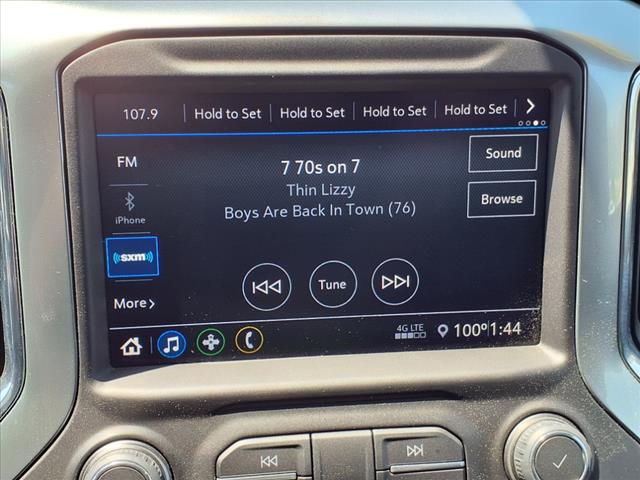 107.9 Hold to Set Hold to Set Hold to Set Hold to Set
FM
7 70s on 7
Sound
Thin Lizzy
iPhone
Boys Are Back In Town (76)
Browse
sxm
Tune
More
4G LTE
100° 1:44